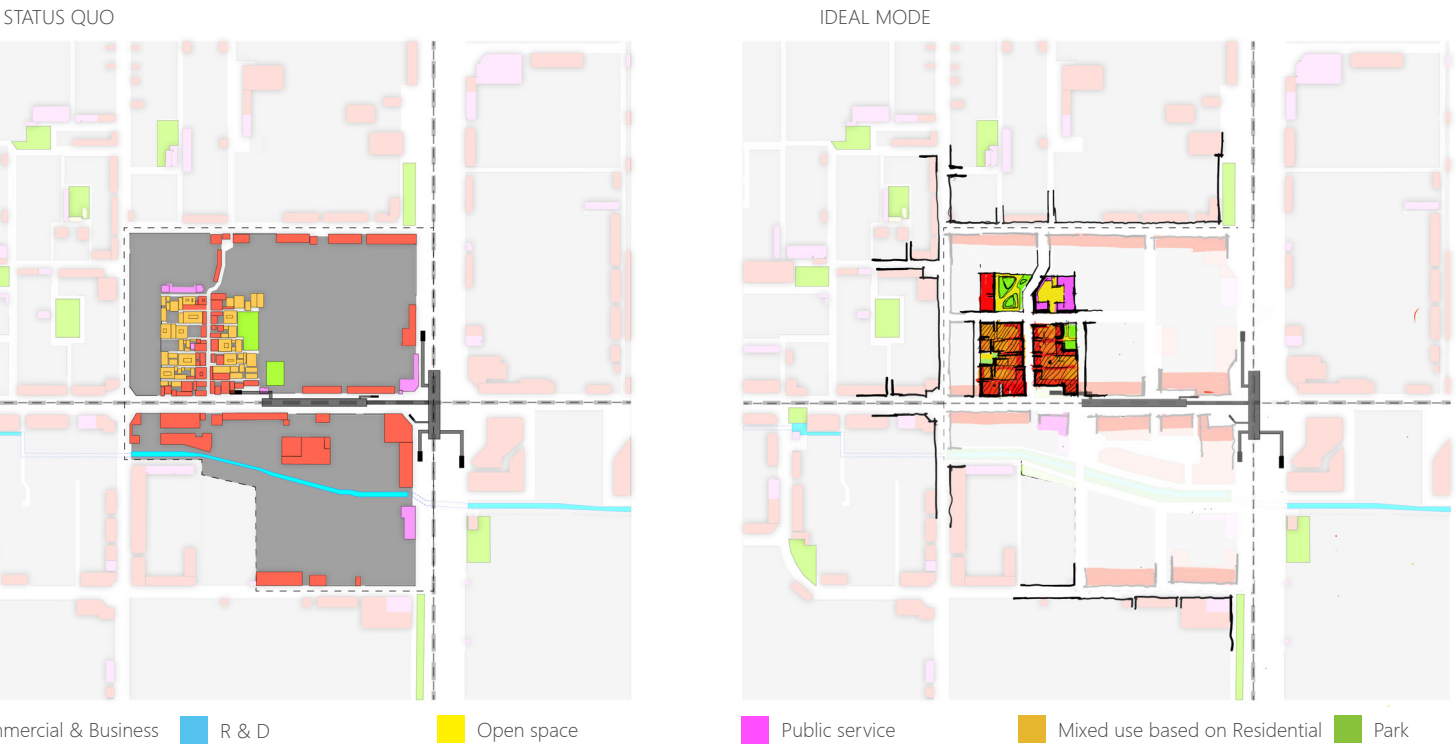 STATUS QUO
IDEAL MODE
mmercial & Business
R & D
Open space
Public service
Mixed use based on Residential
Park